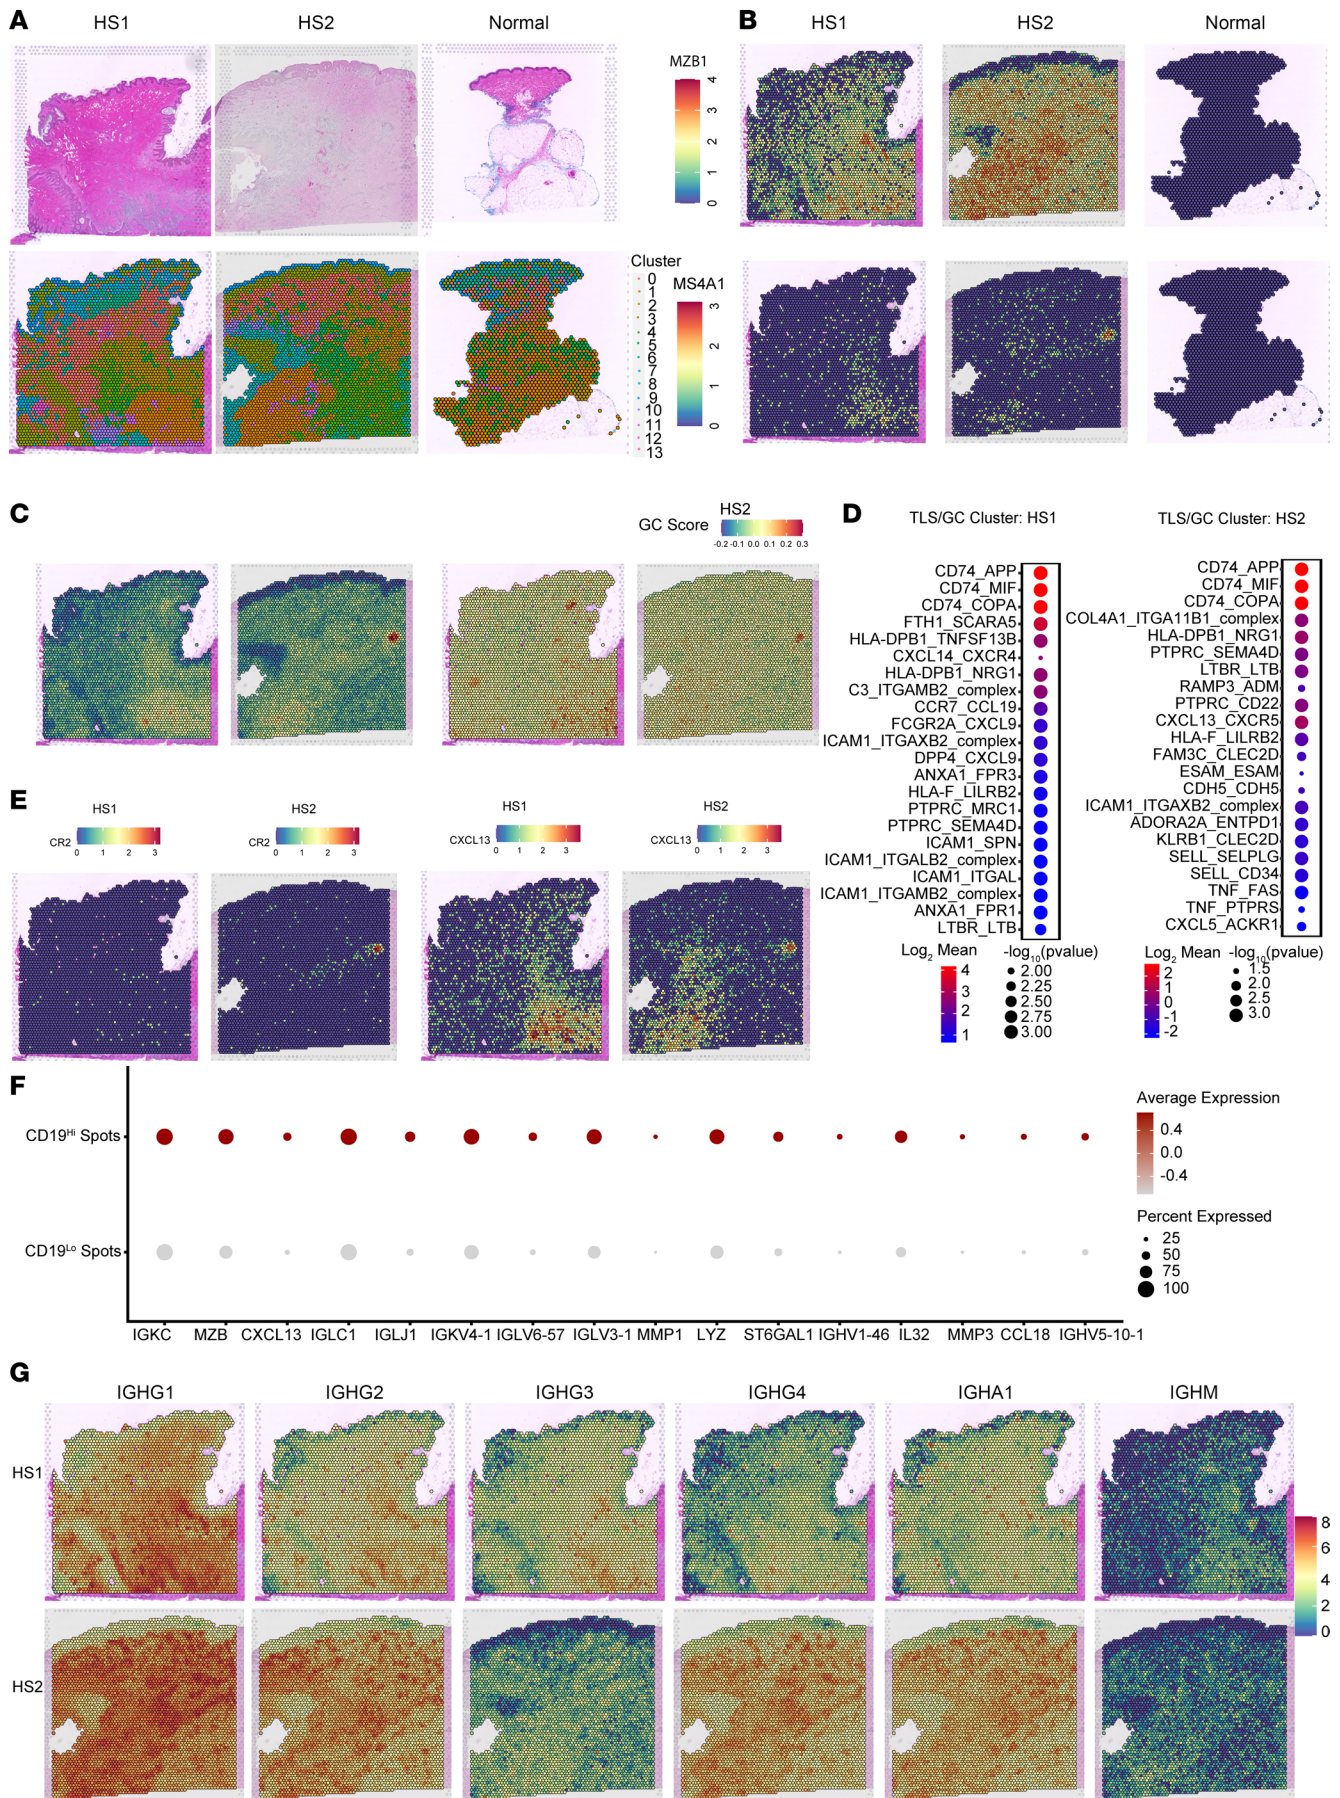 A
HS1 HS2 Normal
Cluster
0
1
2
3
4
5
6
7
8
9
10
11
12
13
B
HS1 HS2 Normal
MZB1
4
3
2
1
0
MS4A1
3
2
1
0
C
HS2
GC Score
-0.2 -0.1 0.0 0.1 0.2 0.3
D
TLS/GC Cluster: HS1
CD74_APP
CD74_MIF
CD74_COPA
FTH1_SCARA5
HLA-DPB1_TNFSF13B
CXCL14_CXCR4
HLA-DPB1_NRG1
C3_ITGAMB2_complex
CCR7_CCL19
FCGR2A_CXCL9
ICAM1_ITGAXB2_complex
DPP4_CXCL9
ANXA1_FPR3
HLA-F_LILRB2
PTPRC_MRC1
PTPRC_SEMA4D
ICAM1_SPN
ICAM1_ITGALB2_complex
ICAM1_ITGAL
ICAM1_ITGAMB2_complex
ANXA1_FPR1
LTBR_LTB
Log2 Mean
4
3
2
1
-log10(pvalue)
2.00
2.25
2.50
2.75
3.00
TLS/GC Cluster: HS2
CD74_APP
CD74_MIF
CD74_COPA
COL4A1_ITGA11B1_complex
HLA-DPB1_NRG1
PTPRC_SEMA4D
LTBR_LTB
RAMP3_ADM
PTPRC_CD22
CXCL13_CXCR5
HLA-F_LILRB2
FAM3C_CLEC2D
ESAM_ESAM
CDH5_CDH5
ICAM1_ITGAXB2_complex
ADORA2A_ENTPD1
KLRB1_CLEC2D
SELL_SELPLG
SELL_CD34
TNF_FAS
TNF_PTPRS
CXCL5_ACKR1
Log2 Mean
2
1
0
-1
-2
-log10(pvalue)
1.5
2.0
2.5
3.0
E
HS1 HS2 HS1 HS2
CR2 0 1 2 3
CR2 0 1 2 3
CXCL13 0 1 2 3
CXCL13 0 1 2 3
F
CD19Hi Spots
CD19Lo Spots
IGKC MZB CXCL13 IGLC1 IGLJ1 IGKV4-1 IGLV6-57 IGLV3-1 MMP1 LYZ ST6GAL1 IGHV1-46 IL32 MMP3 CCL18 IGHV5-10-1
Average Expression
0.4
0.0
-0.4
Percent Expressed
25
50
75
100
G
IGHG1 IGHG2 IGHG3 IGHG4 IGHA1 IGHM
HS1
HS2
8
6
4
2
0